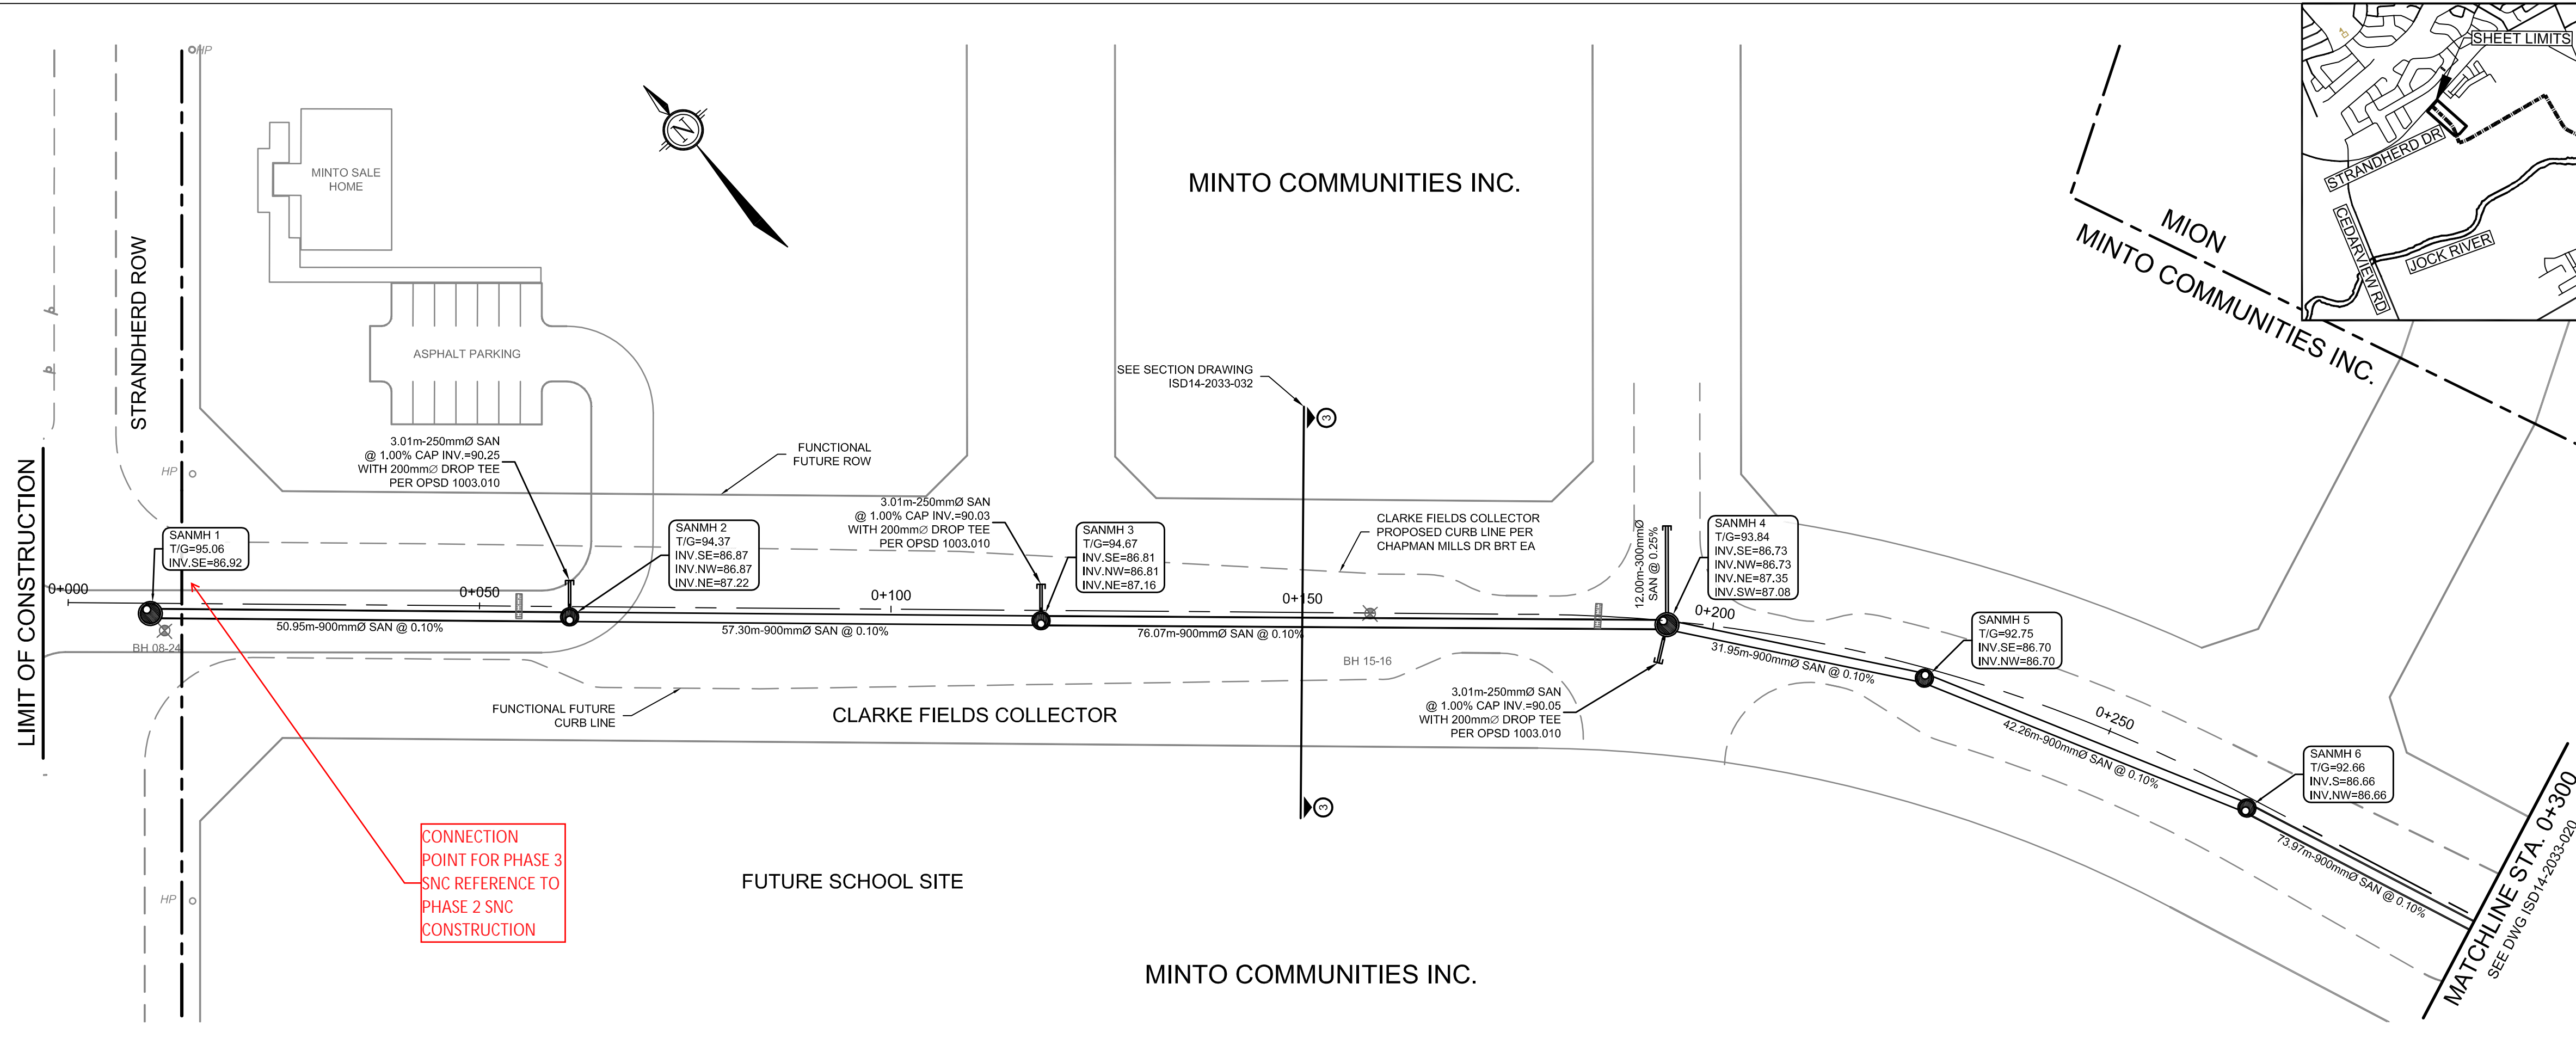 HP
SHEET LIMITS
STRANDHERD DR
CEDARVIEW RD
JOCK RIVER
N
MINTO SALE
HOME
MINTO COMMUNITIES INC.
MION
MINTO COMMUNITIES INC.
STRANDHERD ROW
ASPHALT PARKING
SEE SECTION DRAWING
ISD14-2033-032
3
3.01m-250mmØ SAN
@ 1.00% CAP INV.=90.25
WITH 200mmØ DROP TEE
PER OPSD 1003.010
FUNCTIONAL
FUTURE ROW
HP
LIMIT OF CONSTRUCTION
3.01m-250mmØ SAN
@ 1.00% CAP INV.=90.03
WITH 200mmØ DROP TEE
PER OPSD 1003.010
CLARKE FIELDS COLLECTOR
PROPOSED CURB LINE PER
CHAPMAN MILLS DR BRT EA
12.00m-300mmØ
SAN @ 0.25%
SANMH 1
T/G=95.06
INV.SE=86.92
SANMH 2
T/G=94.37
INV.SE=86.87
INV.NW=86.87
INV.NE=87.22
SANMH 3
T/G=94.67
INV.SE=86.81
INV.NW=86.81
INV.NE=87.16
SANMH 4
T/G=93.84
INV.SE=86.73
INV.NW=86.73
INV.NE=87.35
INV.SW=87.08
SANMH 5
T/G=92.75
INV.SE=86.70
INV.NW=86.70
SANMH 6
T/G=92.66
INV.S=86.66
INV.NW=86.66
0+000
0+050
0+100
0+150
0+200
0+250
50.95m-900mmØ SAN @ 0.10%
57.30m-900mmØ SAN @ 0.10%
76.07m-900mmØ SAN @ 0.10%
31.95m-900mmØ SAN @ 0.10%
42.26m-900mmØ SAN @ 0.10%
73.97m-900mmØ SAN @ 0.10%
BH 08-24
BH 15-16
3.01m-250mmØ SAN
@ 1.00% CAP INV.=90.05
WITH 200mmØ DROP TEE
PER OPSD 1003.010
FUNCTIONAL FUTURE
CURB LINE
CLARKE FIELDS COLLECTOR
3
CONNECTION
POINT FOR PHASE 3
SNC REFERENCE TO
PHASE 2 SNC
CONSTRUCTION
HP
FUTURE SCHOOL SITE
MINTO COMMUNITIES INC.
MATCHLINE STA. 0+300
SEE DWG ISD14-2033-020